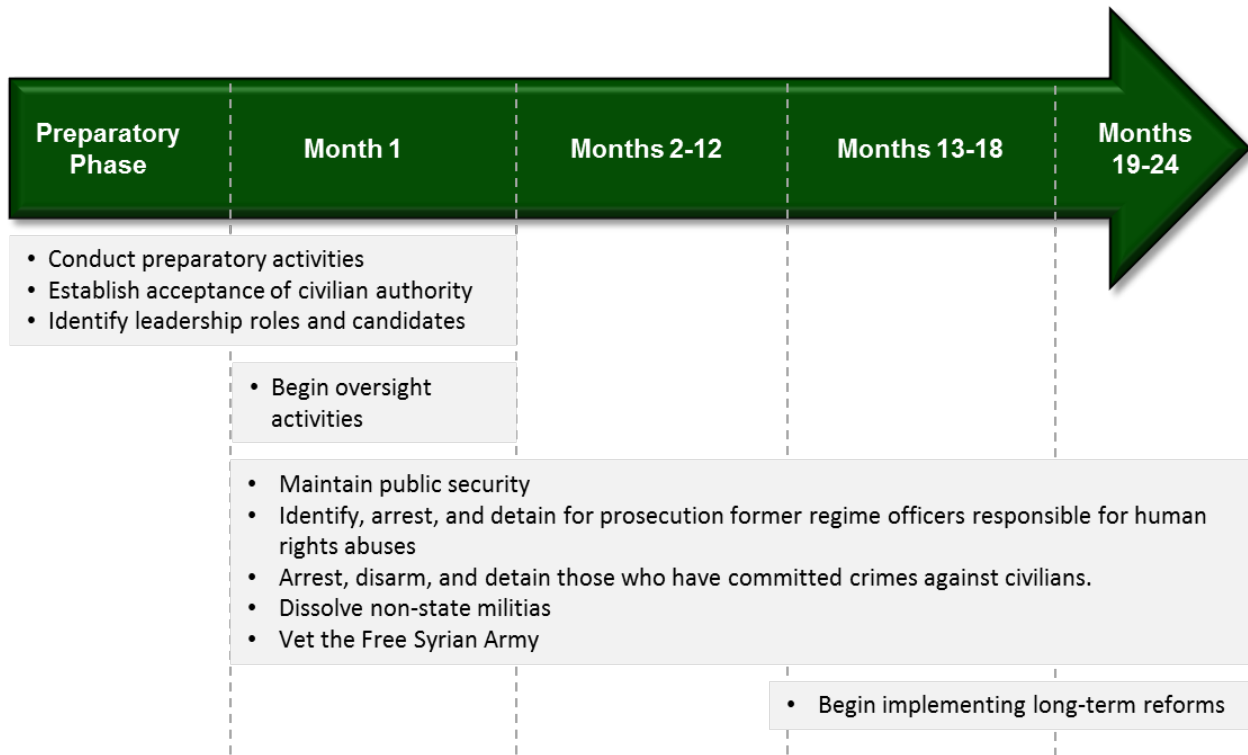 Preparatory
Phase
Month 1
Months 2-12
Months 13-18
Months
19-24
• Conduct preparatory activities
• Establish acceptance of civilian authority
• Identify leadership roles and candidates
• Begin oversight
activities
• Maintain public security
• Identify, arrest, and detain for prosecution former regime officers responsible for human
rights abuses
• Arrest, disarm, and detain those who have committed crimes against civilians.
• Dissolve non-state militias
• Vet the Free Syrian Army
• Begin implementing long-term reforms